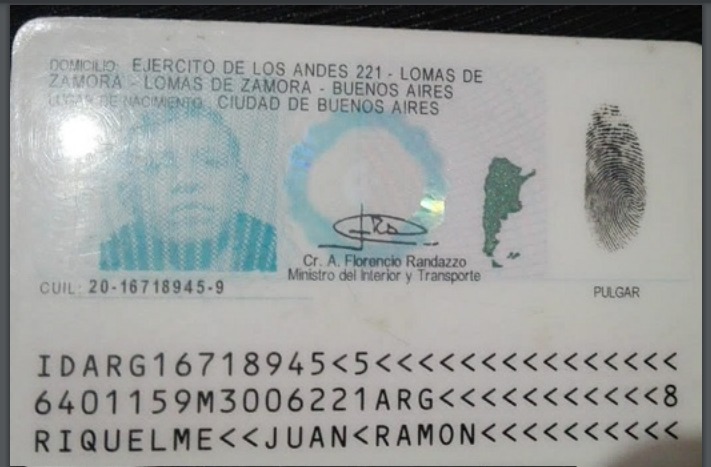 DOMICILIO: EJERCITO DE LOS ANDES 221 - LOMAS DE
ZAMORA - LOMAS DE ZAMORA - BUENOS AIRES
LUGAR DE NACIMIENTO: CIUDAD DE BUENOS AIRES
Cr. A. Florencio Randazzo
Ministro del Interior y Transporte
CUIL: 20-16718945-9
PULGAR
IDARG16718945<5<<<<<<<<<<<<<<<
6401159M3006221ARG<<<<<<<<<<<8
RIQUELME<<JUAN<RAMON<<<<<<<<<<